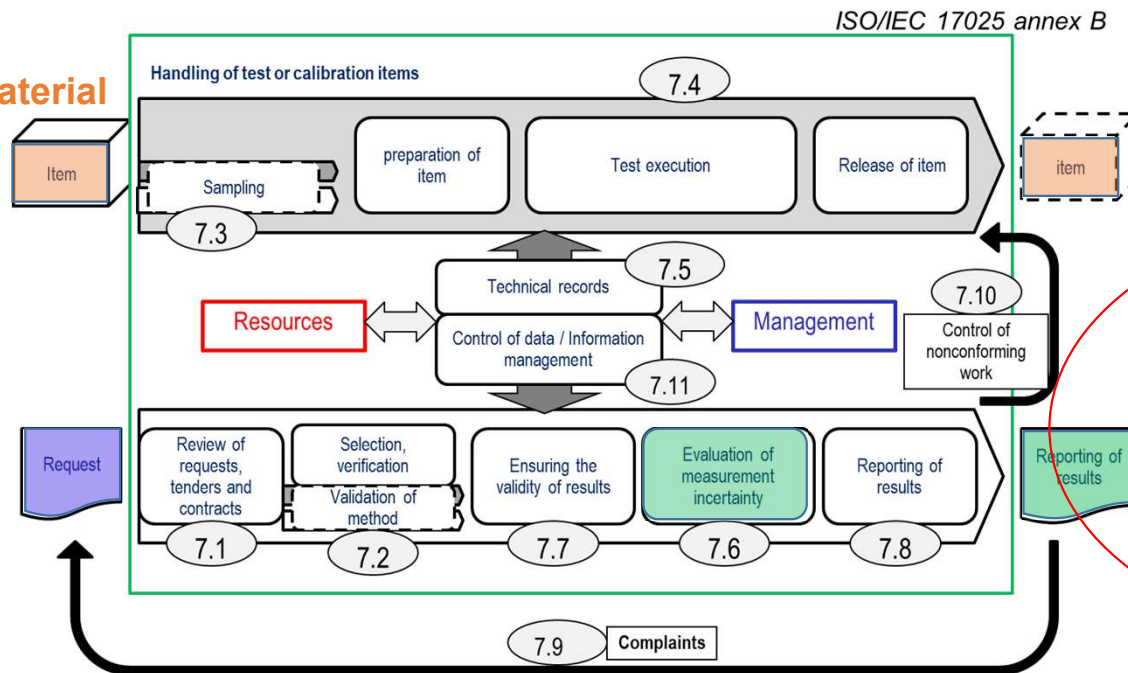 ISO/IEC 17025 annex B
Handling of test or calibration items
7.4
aterial
Item
Sampling
7.3
preparation of
item
Test execution
Release of item
item
7.5
Technical records
Resources
Control of data / Information
management
7.11
Management
7.10
Control of
nonconforming
work
Request
Review of
requests,
tenders and
contracts
7.1
Selection,
verification
Validation of
method
7.2
Ensuring the
validity of results
7.7
Evaluation of
measurement
incertainty
7.6
Reporting of
results
7.8
Reporting of
results
7.9
Complaints